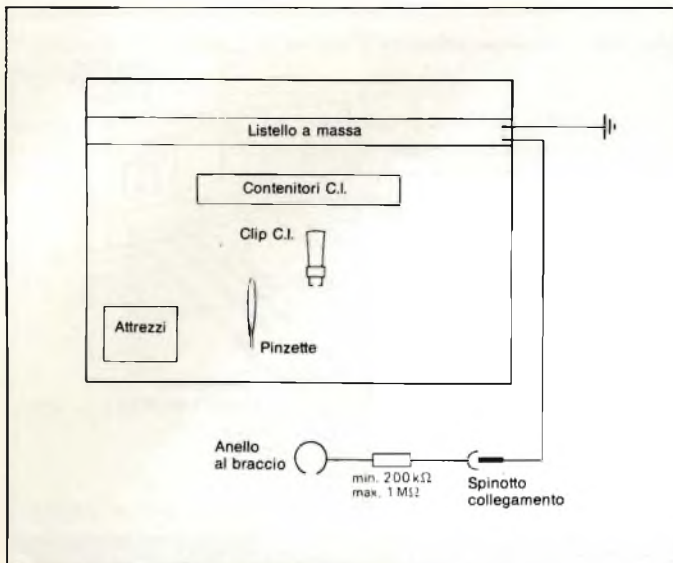 Listello a massa
Contenitori C.I.
Clip C.I.
Attrezzi
Pinzette
Anello
al braccio
min. 200 kΩ
max. 1 MΩ
Spinotto
collegamento